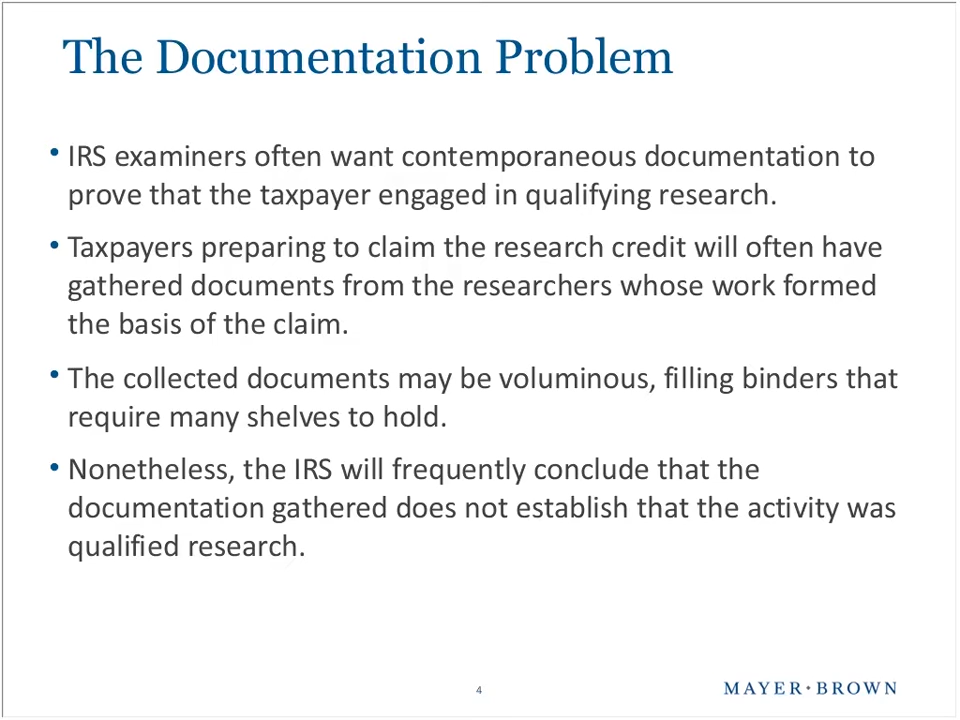 The Documentation Problem
• IRS examiners often want contemporaneous documentation to
prove that the taxpayer engaged in qualifying research.
• Taxpayers preparing to claim the research credit will often have
gathered documents from the researchers whose work formed
the basis of the claim.
• The collected documents may be voluminous, filling binders that
require many shelves to hold.
• Nonetheless, the IRS will frequently conclude that the
documentation gathered does not establish that the activity was
qualified research.
4
MAYER • BROWN